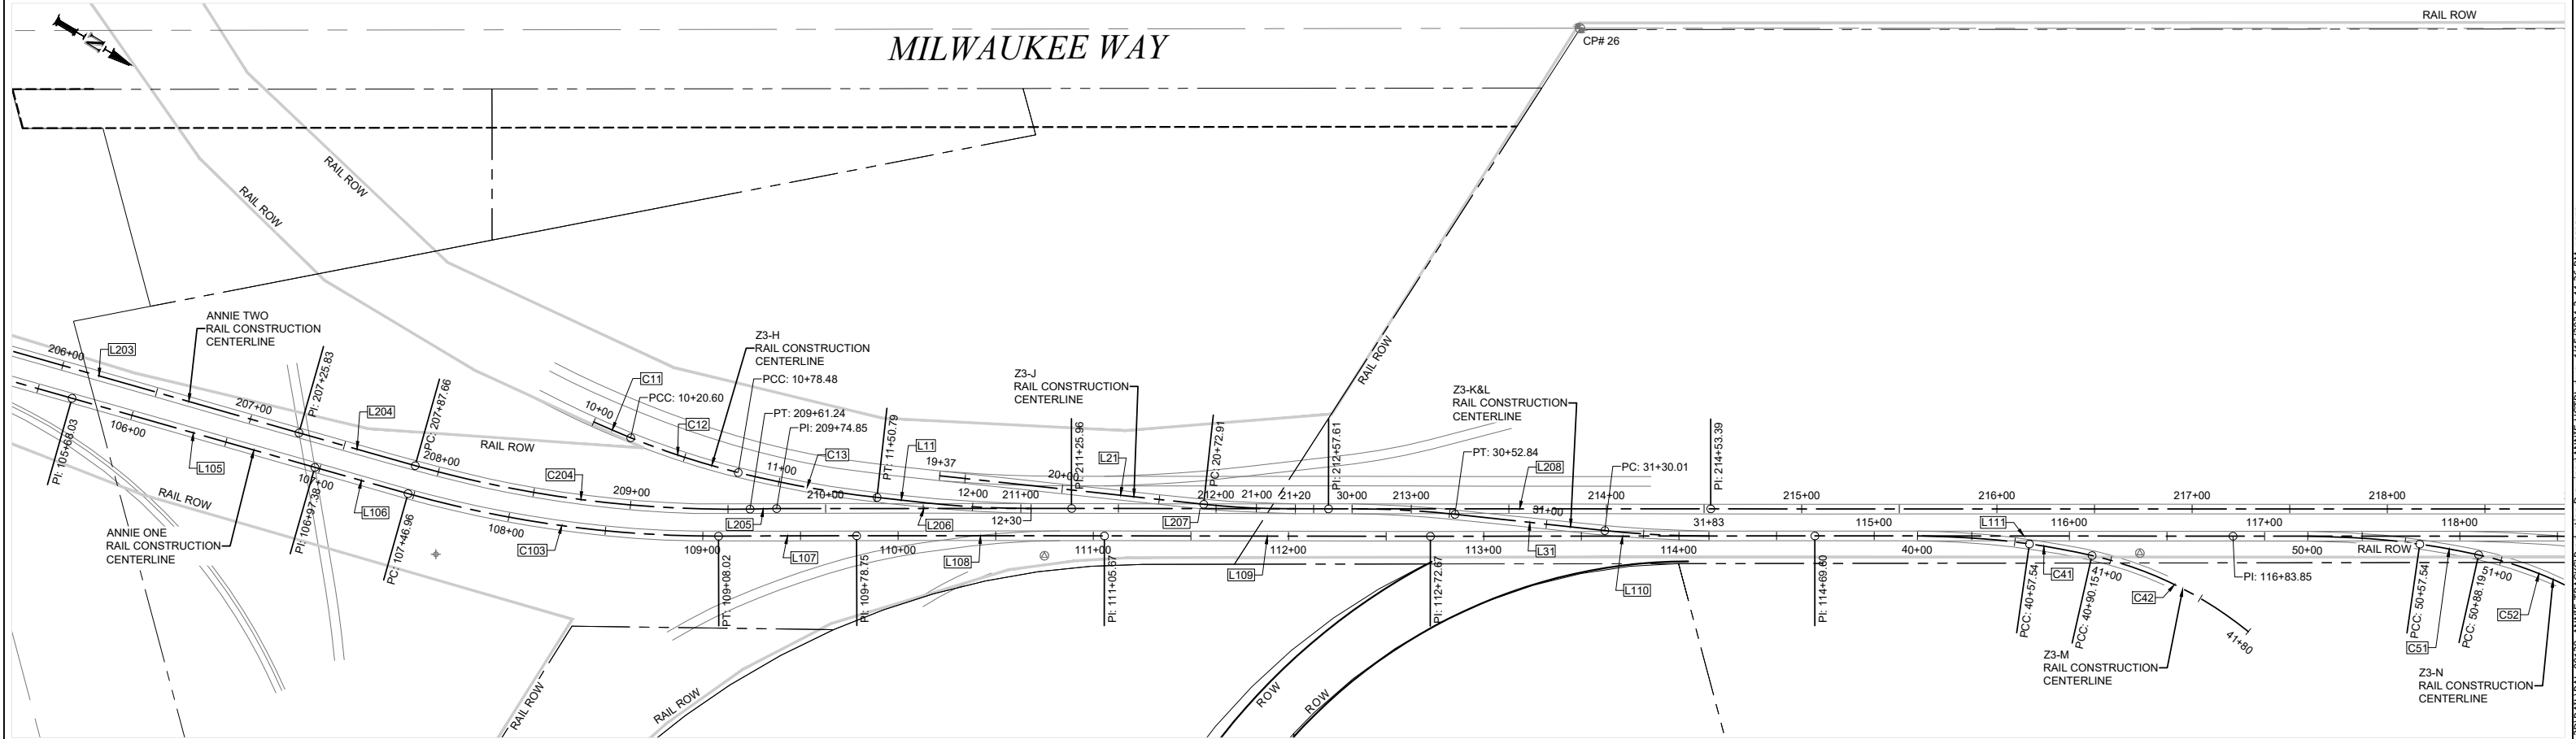 RAIL ROW
N
MILWAUKEE WAY
CP# 26
RAIL ROW
RAIL ROW
ANNIE TWO
RAIL CONSTRUCTION
CENTERLINE
206+00
L203
207+00
PI: 207+25.83
L204
PC: 207+87.66
208+00
RAIL ROW
C204
209+00
Z3-H
RAIL CONSTRUCTION
CENTERLINE
C11
10+00
PCC: 10+20.60
PCC: 10+78.48
C12
PT: 209+61.24
PI: 209+74.85
11+00
C13
PT: 11+50.79
L11
210+00
L205
L206
19+37
12+00
211+00
12+30
Z3-J
RAIL CONSTRUCTION
CENTERLINE
20+00
PI: 211+25.96
L21
PC: 20+72.91
L207
212+00
21+00
21+20
PI: 212+57.61
30+00
213+00
RAIL ROW
Z3-K&L
RAIL CONSTRUCTION
CENTERLINE
PT: 30+52.84
L208
PC: 31+30.01
214+00
31+00
PI: 214+53.39
31+83
215+00
216+00
217+00
218+00
PI: 105+68.03
106+00
L105
RAIL ROW
ANNIE ONE
RAIL CONSTRUCTION
CENTERLINE
107+00
PI: 106+97.38
L106
PC: 107+46.96
108+00
C103
109+00
PT: 109+08.02
L107
PI: 109+78.75
110+00
L108
111+00
PI: 111+05.67
L109
112+00
PI: 112+72.67
113+00
L31
L110
114+00
PI: 114+69.60
115+00
40+00
L111
116+00
PCC: 40+57.54
C41
PCC: 40+90.15
41+00
C42
41+80
Z3-M
RAIL CONSTRUCTION
CENTERLINE
117+00
PI: 116+83.85
50+00
RAIL ROW
118+00
PCC: 50+57.54
C51
PCC: 50+88.19
51+00
C52
Z3-N
RAIL CONSTRUCTION
CENTERLINE
RAIL ROW
RAIL ROW
ROW
ROW